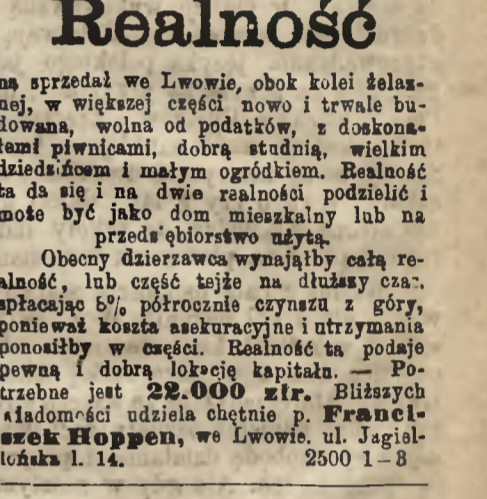 Realność
na sprzedał we Lwowie, obok kolei żelaz-
nej, w większej części nowo i trwale bu-
dowana, wolna od podatków, z doskona-
łemi piwnicami, dobrą studnią, wielkim
dziedzińcem i małym ogródkiem. Realność
ta da się i na dwie realności podzielić i
może być jako dom mieszkalny lub na
przeds'ębiorstwo użytą.
Obecny dzierzawca wynająłby całą re-
alność, lub część tejże na dłuższy czas,
spłacając 5% półrocznie czynszu z góry,
ponieważ koszta asekuracyjne i utrzymania
ponosiłby w części. Realność ta podaje
pewną i dobrą lokację kapitału. — Po-
trzebne jest 22.000 złr. Bliższych
wiadomości udziela chętnie p. Franci-
szek Hoppen, we Lwowie. ul. Jagiel-
lońska l. 14. 2500 1—3